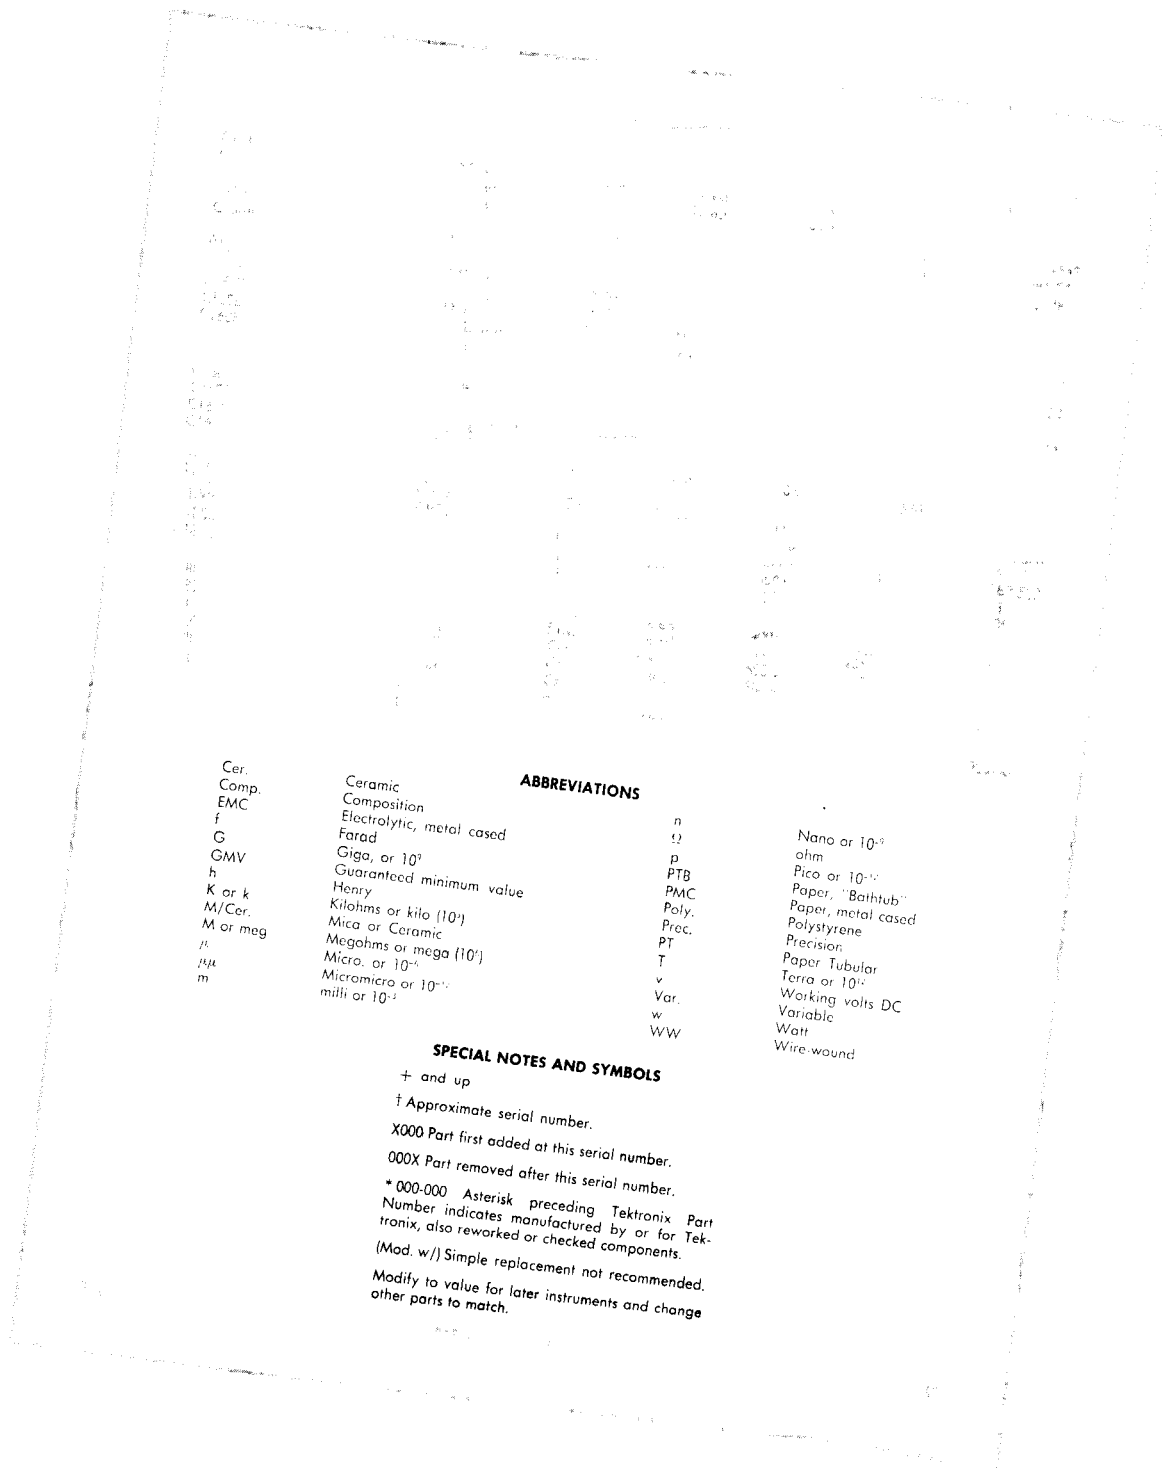 ABBREVIATIONS
Cer. Ceramic
Comp. Composition
EMC Electrolytic, metal cased
f Farad
G Giga, or 10⁹
GMV Guaranteed minimum value
h Henry
K or k Kilohms or kilo (10³)
M/Cer. Mica or Ceramic
M or meg Megohms or mega (10⁶)
μ Micro. or 10⁻⁶
μμ Micromicro or 10⁻¹²
m milli or 10⁻³
n Nano or 10⁻⁹
Ω ohm
p Pico or 10⁻¹²
PTB Paper, "Bathtub"
PMC Paper, metal cased
Poly. Polystyrene
Prec. Precision
PT Paper Tubular
T Terra or 10¹²
v Working volts DC
Var. Variable
w Watt
WW Wire-wound
SPECIAL NOTES AND SYMBOLS
+ and up
† Approximate serial number.
X000 Part first added at this serial number.
000X Part removed after this serial number.
* 000-000 Asterisk preceding Tektronix Part
Number indicates manufactured by or for Tek-
tronix, also reworked or checked components.
(Mod. w/) Simple replacement not recommended.
Modify to value for later instruments and change
other parts to match.